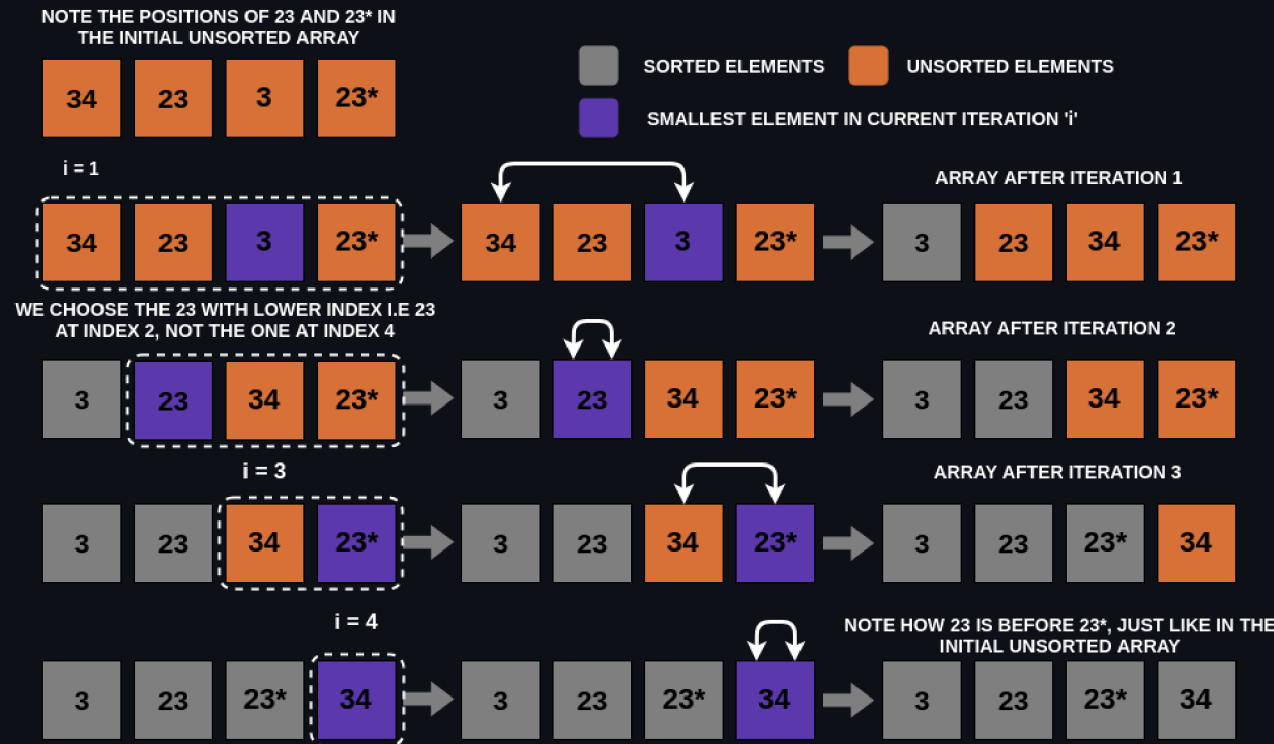 NOTE THE POSITIONS OF 23 AND 23* IN
THE INITIAL UNSORTED ARRAY
34 23 3 23*
SORTED ELEMENTS UNSORTED ELEMENTS
SMALLEST ELEMENT IN CURRENT ITERATION 'i'
i = 1
ARRAY AFTER ITERATION 1
34 23 3 23* 34 23 3 23* 3 23 34 23*
WE CHOOSE THE 23 WITH LOWER INDEX I.E 23
AT INDEX 2, NOT THE ONE AT INDEX 4
ARRAY AFTER ITERATION 2
3 23 34 23* 3 23 34 23* 3 23 34 23*
i = 3
ARRAY AFTER ITERATION 3
3 23 34 23* 3 23 34 23* 3 23 23* 34
i = 4
NOTE HOW 23 IS BEFORE 23*, JUST LIKE IN THE
INITIAL UNSORTED ARRAY
3 23 23* 34 3 23 23* 34 3 23 23* 34